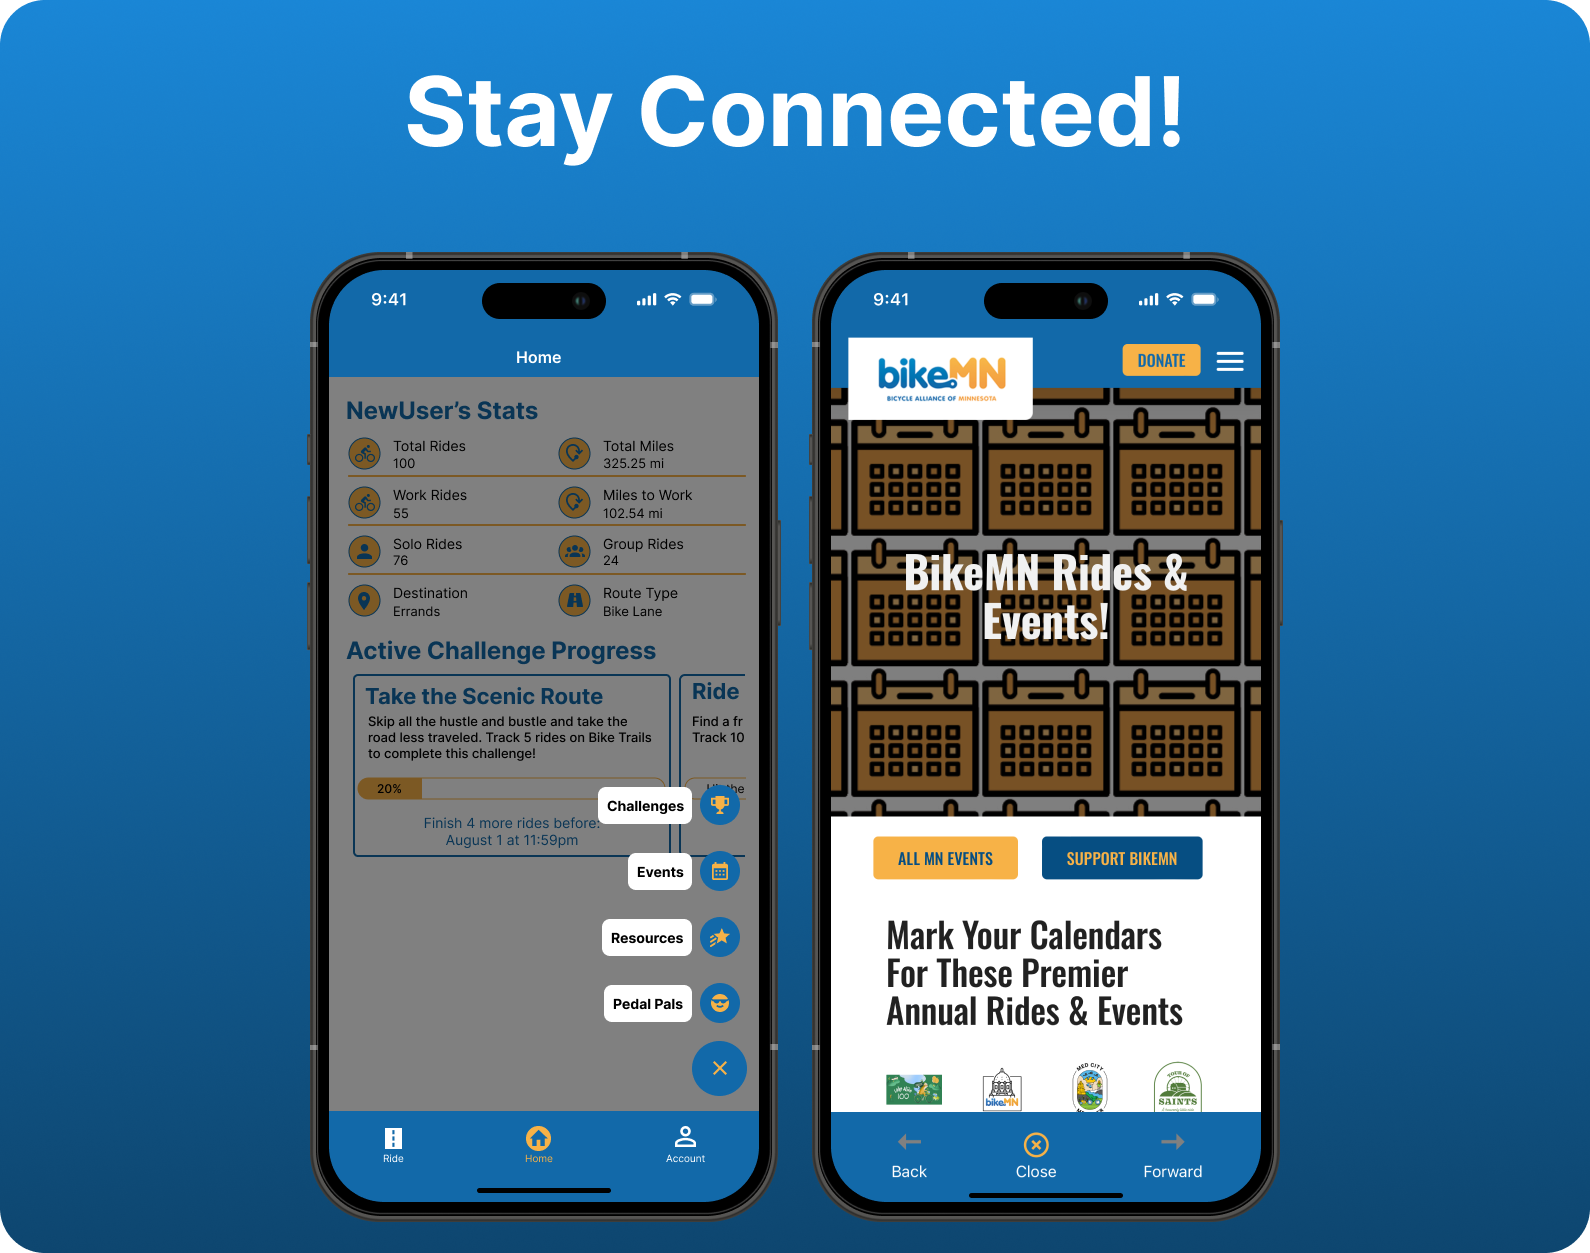 Stay Connected!
9:41
Home
NewUser's Stats
Total Rides
100
Total Miles
325.25 mi
Work Rides
55
Miles to Work
102.54 mi
Solo Rides
76
Group Rides
24
Destination
Errands
Route Type
Bike Lane
Active Challenge Progress
Take the Scenic Route
Skip all the hustle and bustle and take the
road less traveled. Track 5 rides on Bike Trails
to complete this challenge!
20%
Finish 4 more rides before:
August 1 at 11:59pm
Ride
Find a fr
Track 10
Challenges
Events
Resources
Pedal Pals
Ride
Home
Account
9:41
bikeMN
BICYCLE ALLIANCE OF MINNESOTA
DONATE
BikeMN Rides &
Events!
ALL MN EVENTS
SUPPORT BIKEMN
Mark Your Calendars
For These Premier
Annual Rides & Events
100
bikeMN
MED CITY
TOUR OF
SAINTS
Back
Close
Forward